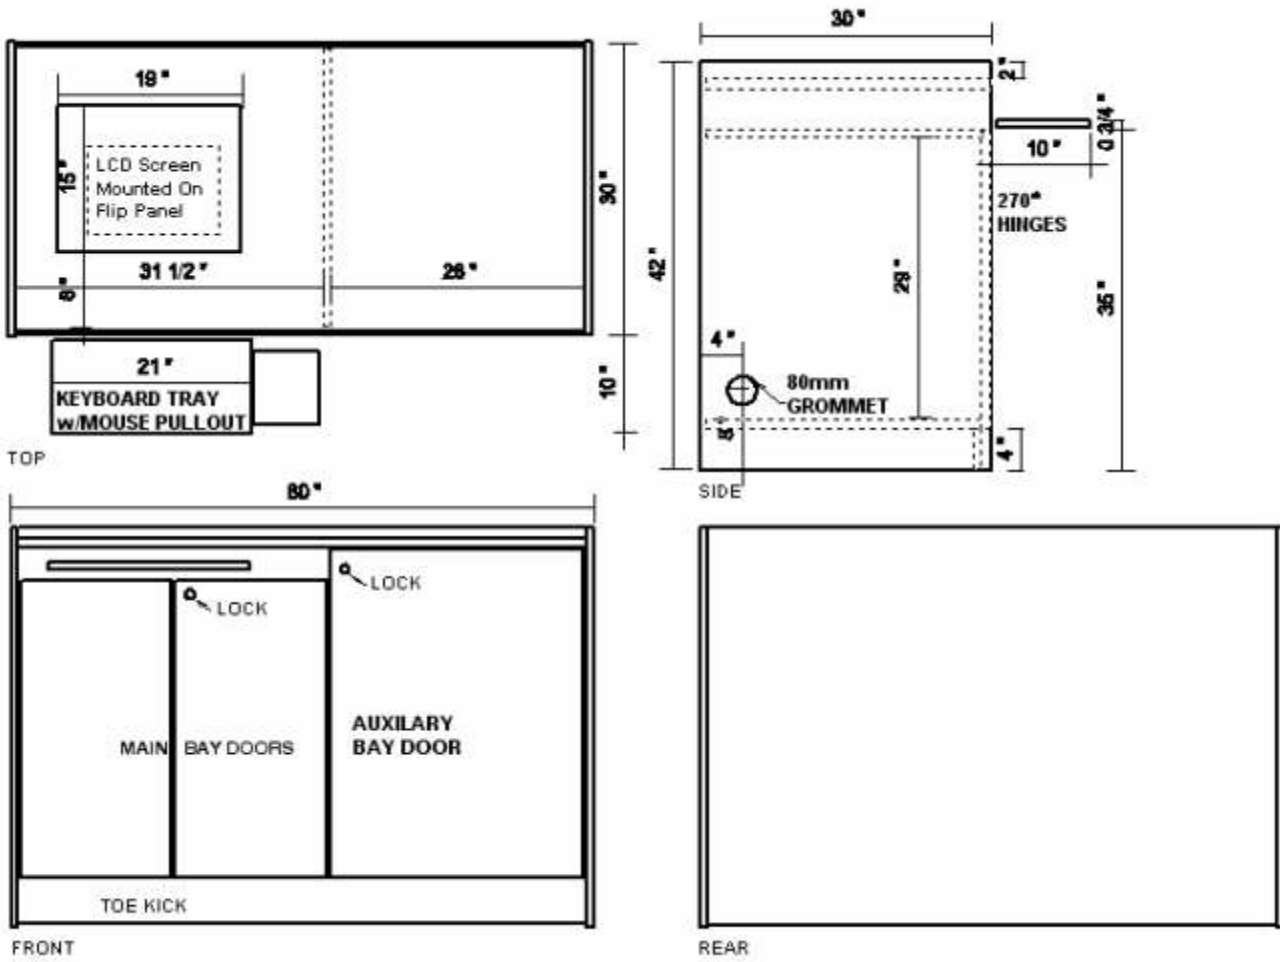 18 "
15 "
LCD Screen
Mounted On
Flip Panel
31 1/2 "
26 "
8 "
30 "
21 "
KEYBOARD TRAY
w/MOUSE PULLOUT
10 "
TOP
30 "
2 "
42 "
10 "
0 3/4 "
270°
HINGES
29 "
35 "
4 "
80mm
GROMMET
4 "
SIDE
60 "
LOCK
LOCK
MAIN BAY DOORS
AUXILARY
BAY DOOR
TOE KICK
FRONT
REAR